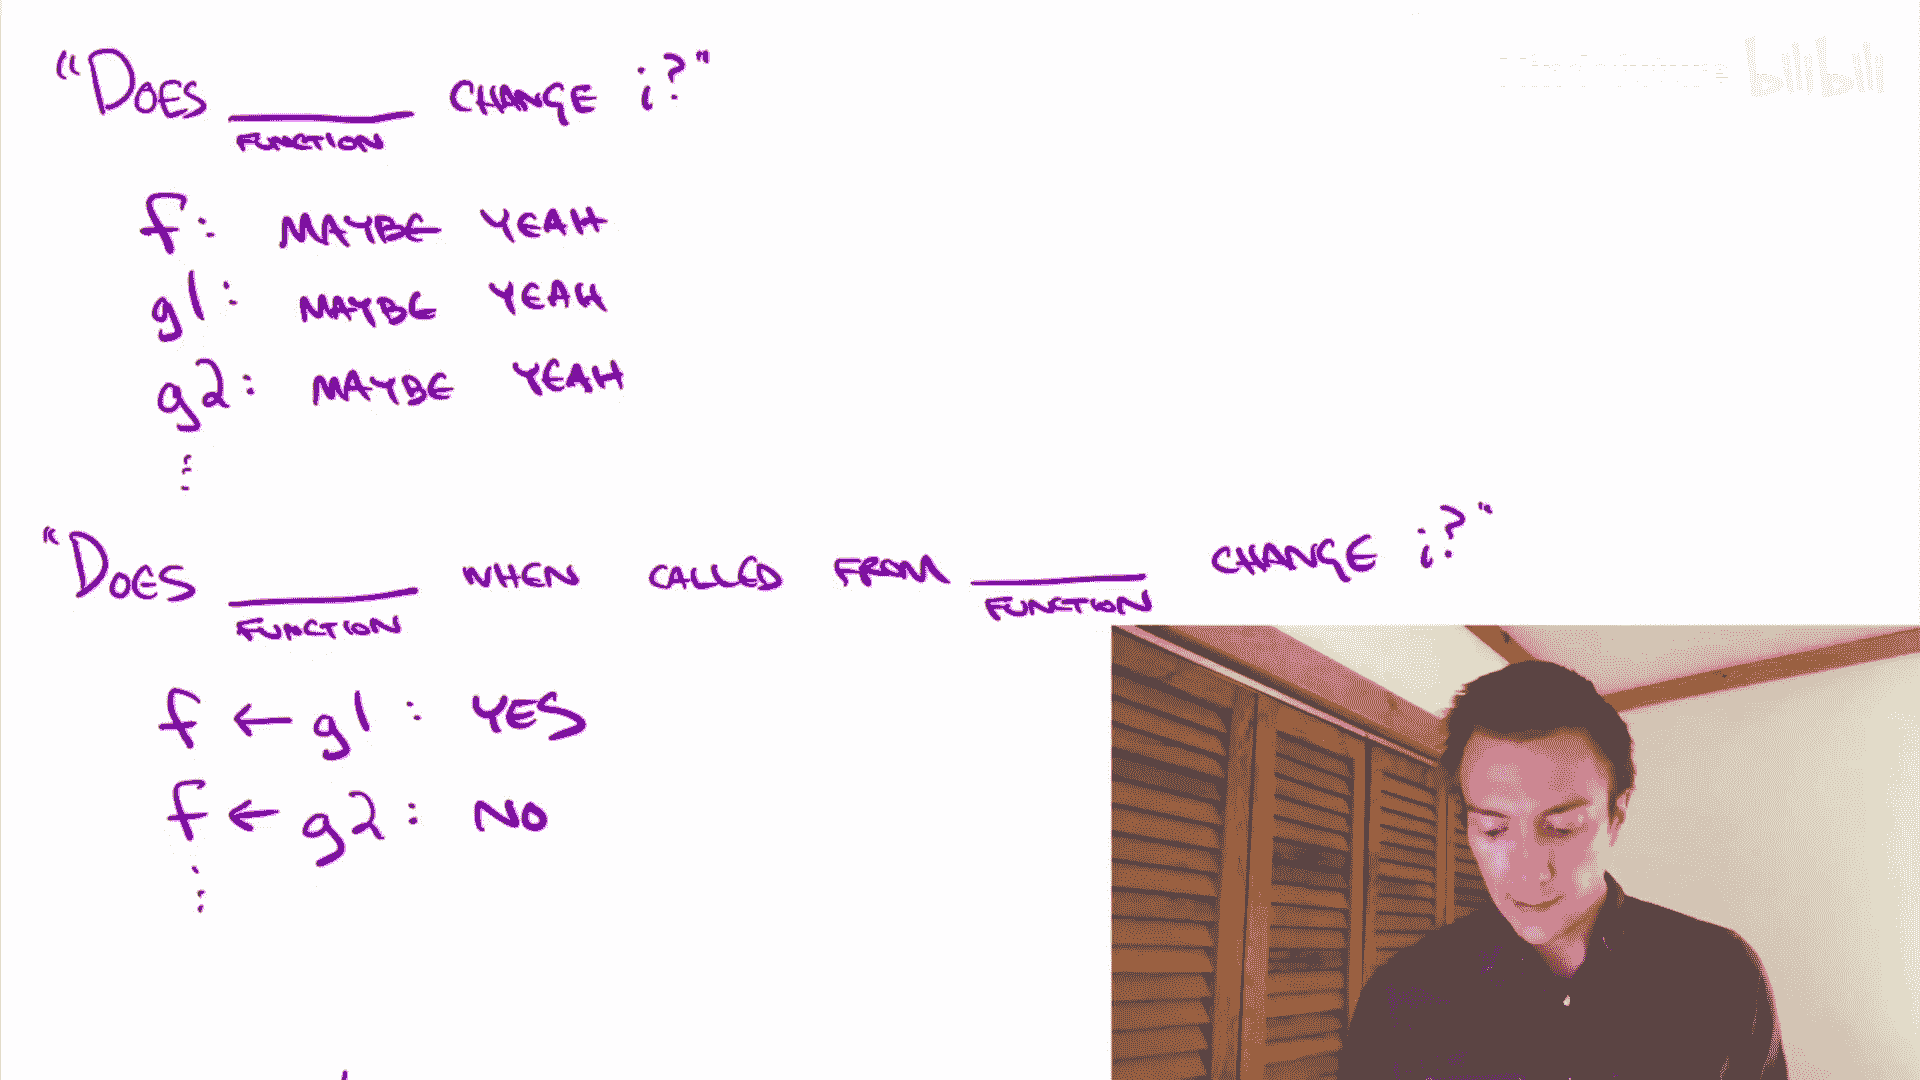 "DOES ______ CHANGE i?"
FUNCTION
f: MAYBE YEAH
g1: MAYBE YEAH
g2: MAYBE YEAH
⋮
"DOES ______ WHEN CALLED FROM ______ CHANGE i?"
FUNCTION FUNCTION
f ← g1: YES
f ← g2: NO
⋮
bilibili